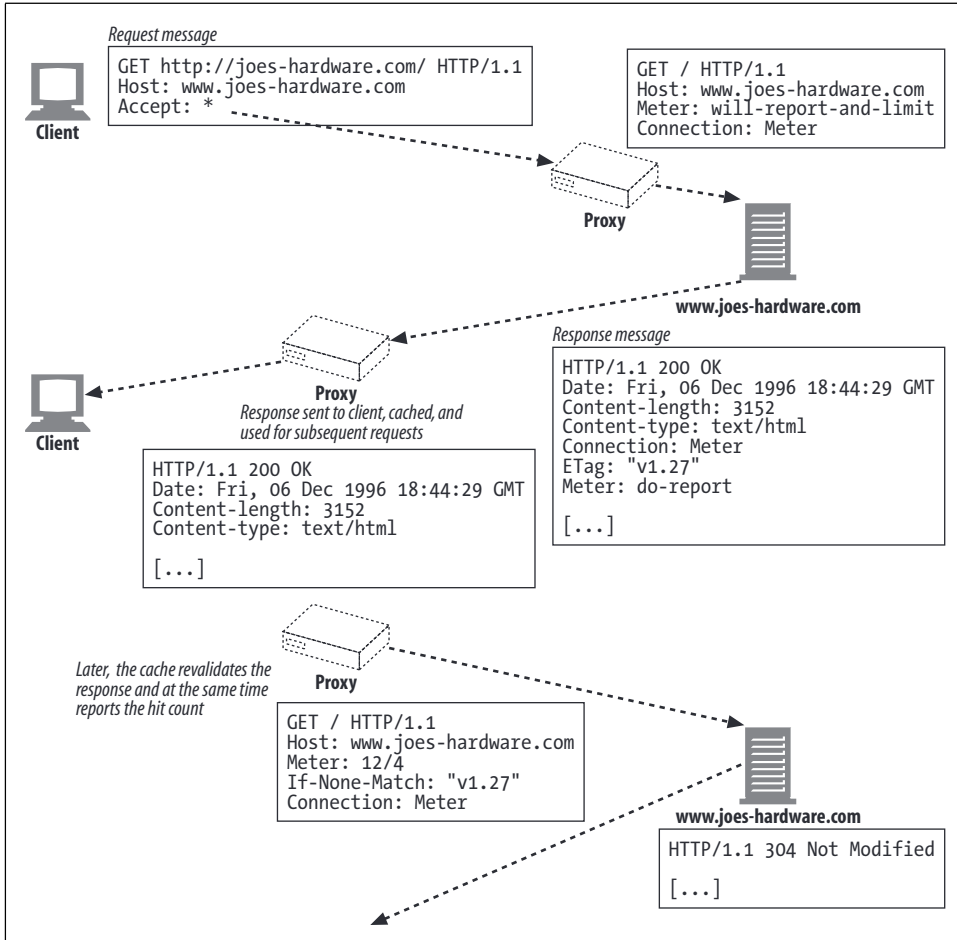 Request message
GET http://joes-hardware.com/ HTTP/1.1
Host: www.joes-hardware.com
Accept: *
Client
GET / HTTP/1.1
Host: www.joes-hardware.com
Meter: will-report-and-limit
Connection: Meter
Proxy
www.joes-hardware.com
Response message
HTTP/1.1 200 OK
Date: Fri, 06 Dec 1996 18:44:29 GMT
Content-length: 3152
Content-type: text/html
Connection: Meter
ETag: "v1.27"
Meter: do-report
[...]
Proxy
Response sent to client, cached, and
used for subsequent requests
Client
HTTP/1.1 200 OK
Date: Fri, 06 Dec 1996 18:44:29 GMT
Content-length: 3152
Content-type: text/html
[...]
Later, the cache revalidates the
response and at the same time
reports the hit count
Proxy
GET / HTTP/1.1
Host: www.joes-hardware.com
Meter: 12/4
If-None-Match: "v1.27"
Connection: Meter
www.joes-hardware.com
HTTP/1.1 304 Not Modified
[...]